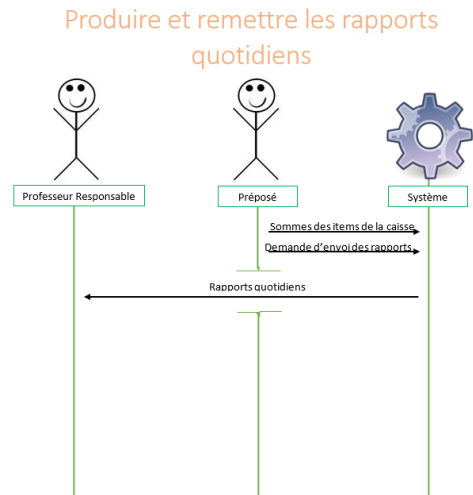 Produire et remettre les rapports
quotidiens
Professeur Responsable
Préposé
Système
Sommes des items de la caisse
Demande d'envoi des rapports
Rapports quotidiens